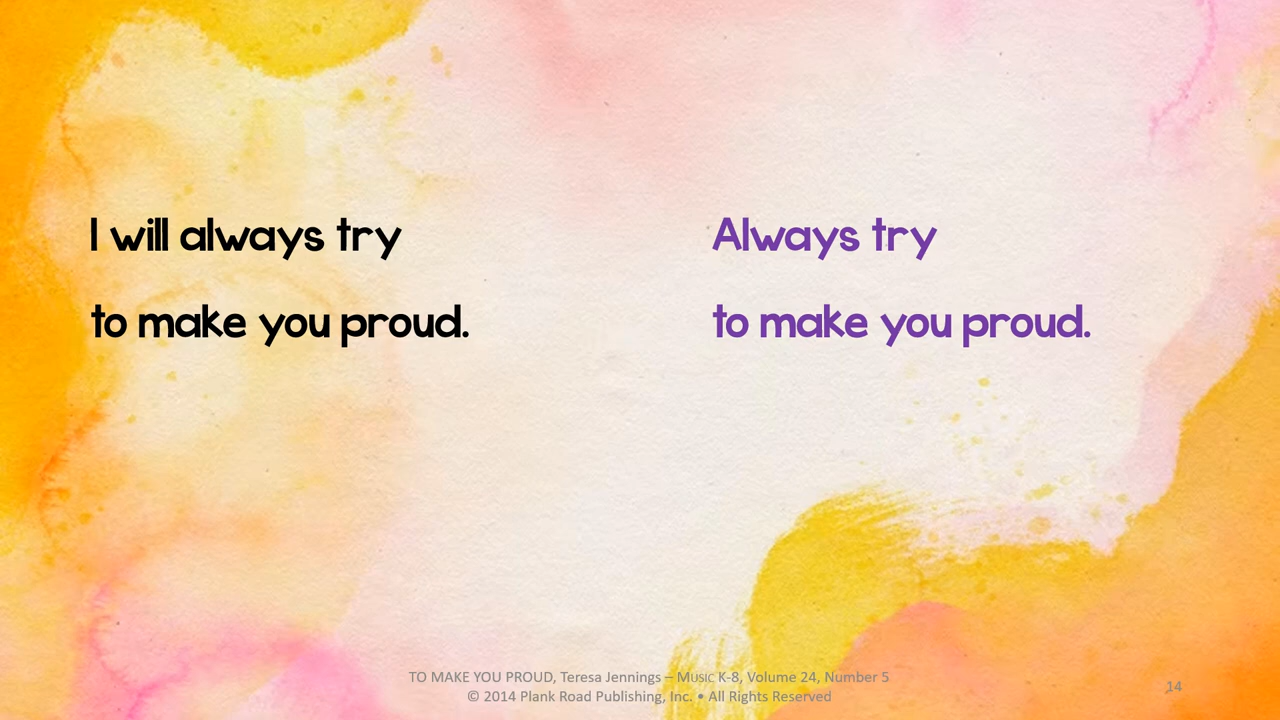 I will always try
to make you proud.
Always try
to make you proud.
TO MAKE YOU PROUD, Teresa Jennings – MUSIC K-8, Volume 24, Number 5
© 2014 Plank Road Publishing, Inc. • All Rights Reserved
14